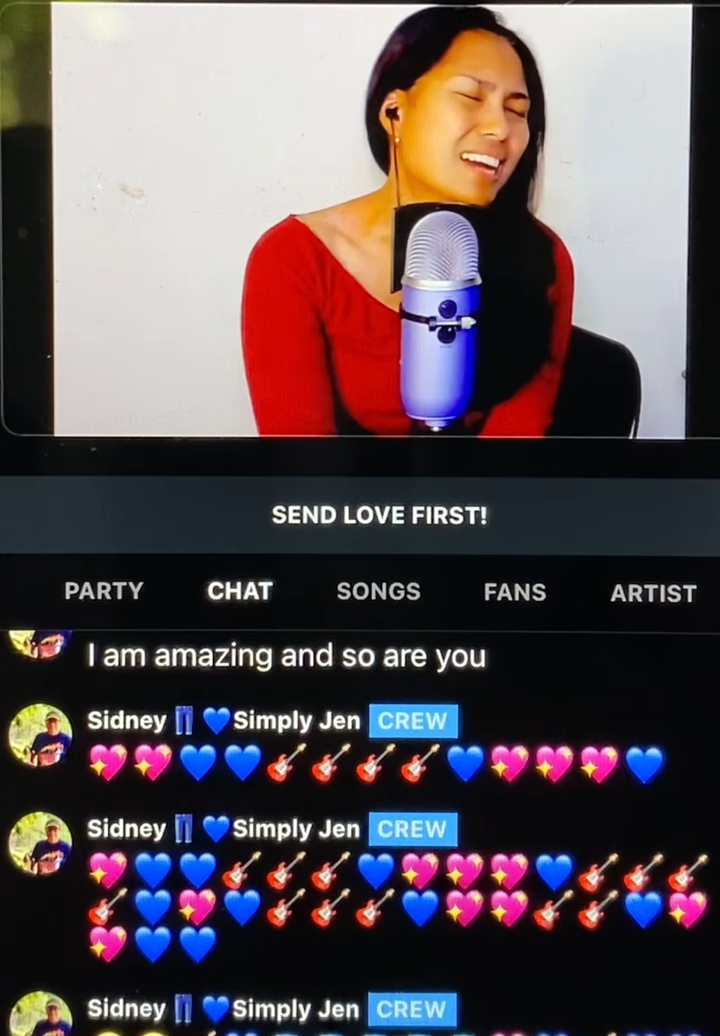 SEND LOVE FIRST!
PARTY CHAT SONGS FANS ARTIST
I am amazing and so are you
Sidney 👖 💙Simply Jen CREW
💖💖💙💙🎸🎸🎸🎸💙💖💖💖💙
Sidney 👖 💙Simply Jen CREW
💖💙💙🎸🎸🎸💙💖💖💖💙🎸🎸🎸
🎸💙💖💙🎸🎸🎸💙💖💖🎸🎸💙💖
💖💙💙
Sidney 👖 💙Simply Jen CREW